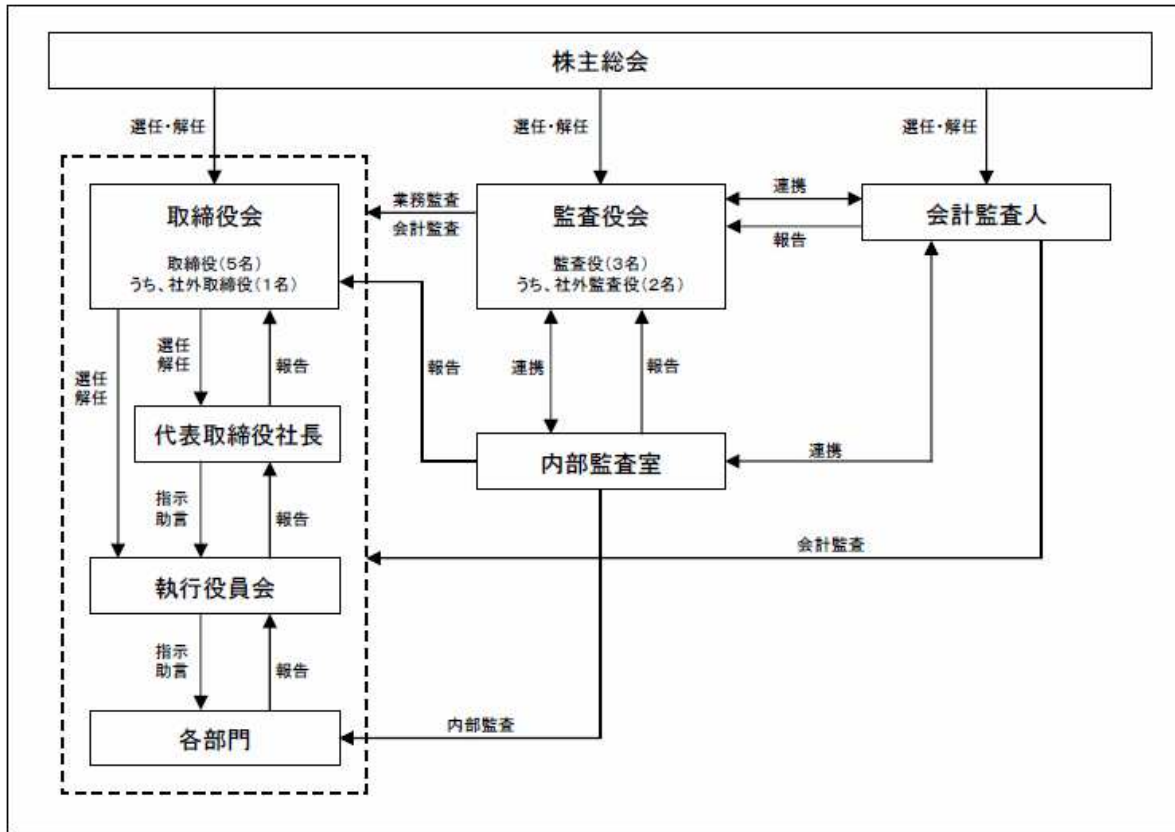 株主総会
選任・解任
選任・解任
選任・解任
取締役会
取締役(5名)
うち、社外取締役(1名)
業務監査
会計監査
監査役会
監査役(3名)
うち、社外監査役(2名)
連携
報告
会計監査人
選任
解任
選任
解任
報告
報告
連携
報告
代表取締役社長
内部監査室
連携
指示
助言
報告
会計監査
執行役員会
指示
助言
報告
内部監査
各部門